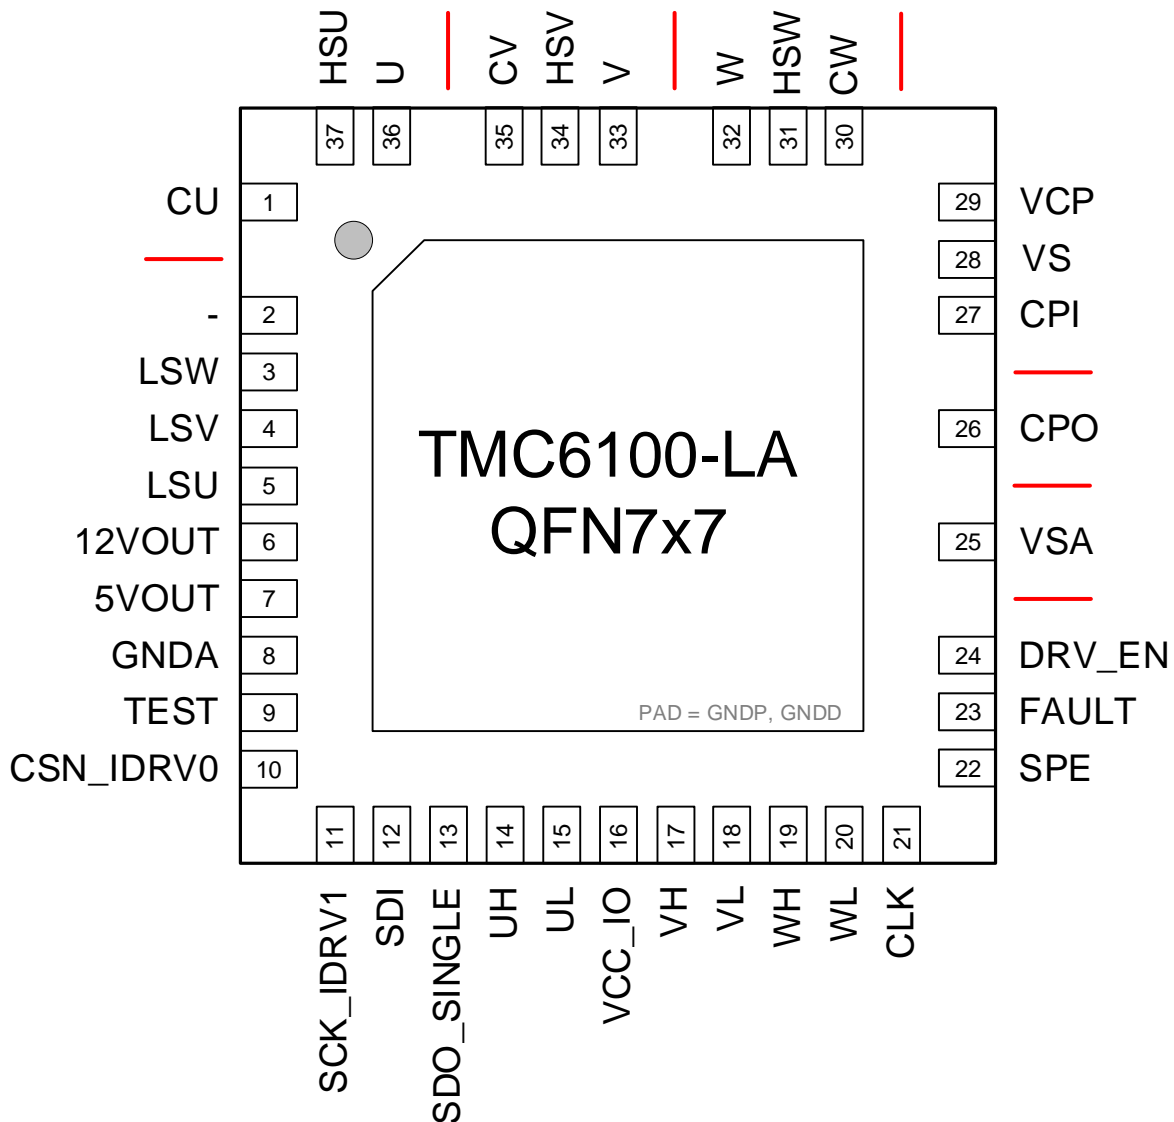 HSU
U
CV
HSV
V
W
HSW
CW
37
36
35
34
33
32
31
30
CU 1
- 2
LSW 3
LSV 4
LSU 5
12VOUT 6
5VOUT 7
GNDA 8
TEST 9
CSN_IDRV0 10
TMC6100-LA
QFN7x7
PAD = GNDP, GNDD
29 VCP
28 VS
27 CPI
26 CPO
25 VSA
24 DRV_EN
23 FAULT
22 SPE
11
12
13
14
15
16
17
18
19
20
21
SCK_IDRV1
SDI
SDO_SINGLE
UH
UL
VCC_IO
VH
VL
WH
WL
CLK